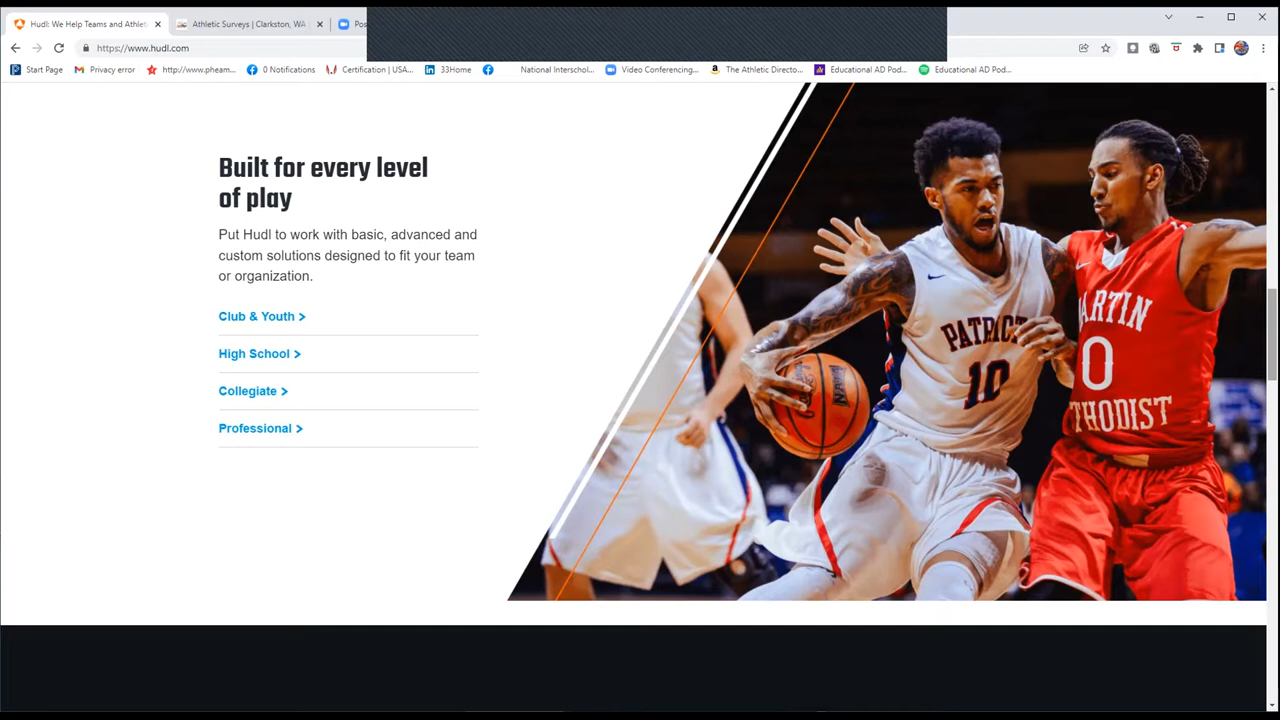 Hudl: We Help Teams and Athlet
Athletic Surveys | Clarkston, WA
Pos
https://www.hudl.com
Start Page
Privacy error
http://www.pheam...
0 Notifications
Certification | USA...
33Home
National Interschol...
Video Conferencing,...
The Athletic Directo...
Educational AD Pod...
Educational AD Pod...
Built for every level
of play
Put Hudl to work with basic, advanced and
custom solutions designed to fit your team
or organization.
Club & Youth >
High School >
Collegiate >
Professional >
PATRIOT
10
MARTIN
0
THODIST